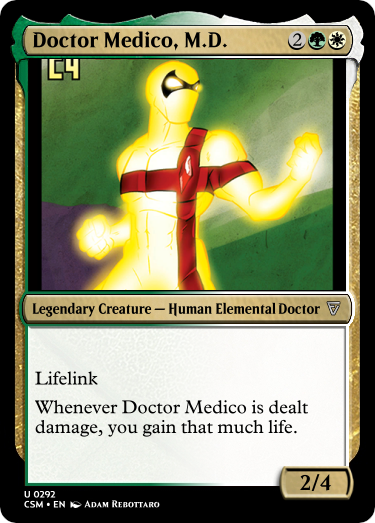 Doctor Medico, M.D. 2
C4
Legendary Creature — Human Elemental Doctor
Lifelink
Whenever Doctor Medico is dealt
damage, you gain that much life.
2/4
U 0292
CSM • EN Adam Rebottaro